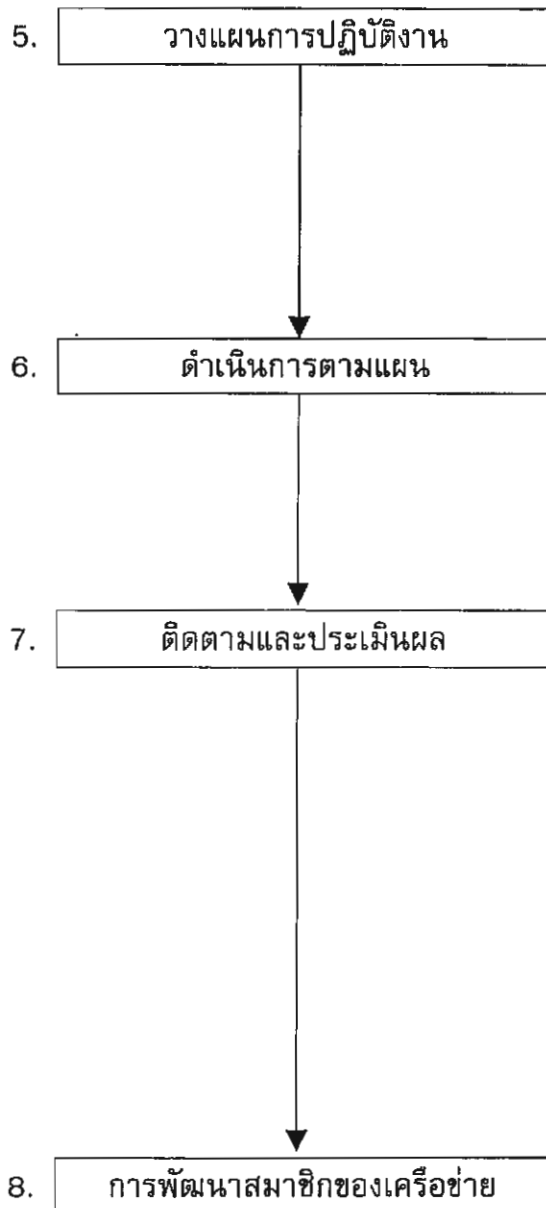 5. วางแผนการปฏิบัติงาน
6. ดำเนินการตามแผน
7. ติดตามและประเมินผล
8. การพัฒนาสมาชิกของเครือข่าย